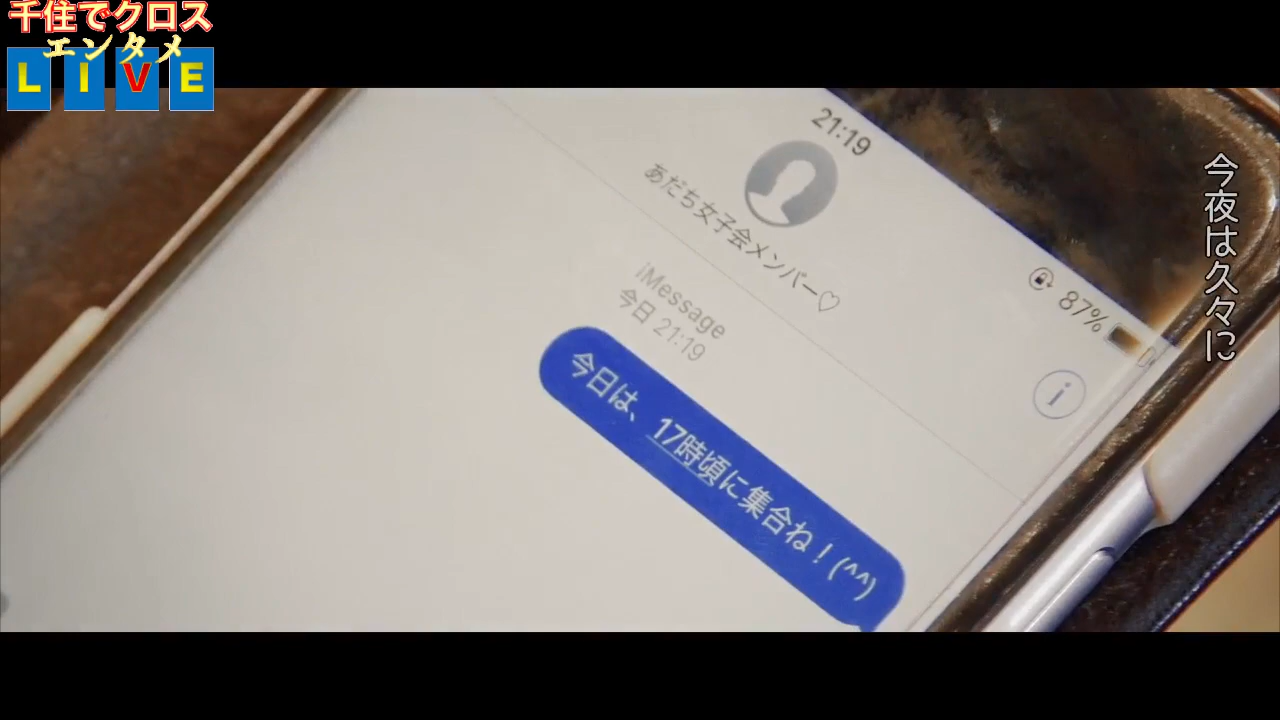 千住でクロス
エンタメ
LIVE
21:19
87%
あだち女子会メンバー♡
iMessage
今日 21:19
今日は、17時頃に集合ね！(^^)
今夜は久々に